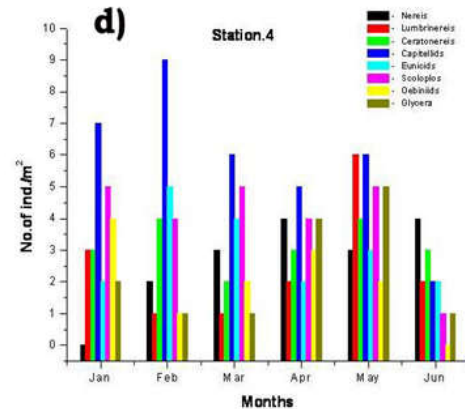 d)
Station.4
- Nereis
- Lumbrinereis
- Ceratonereis
- Capitellids
- Eunicids
- Scoloplos
- Oebiniids
- Glycera
No.of ind./m²
10
9
8
7
6
5
4
3
2
1
0
Jan Feb Mar Apr May Jun
Months